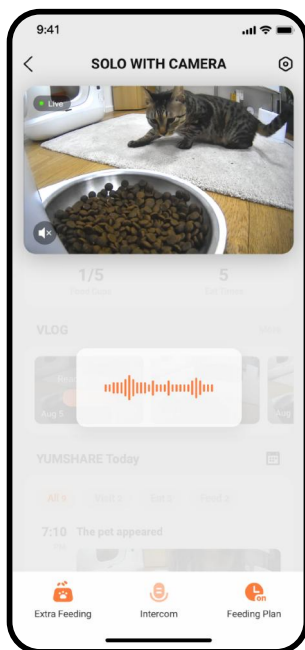 9:41
SOLO WITH CAMERA
Live
1/5
5
VLOG
Aug 5
Aug
YUMSHARE Today
7:10 The pet appeared
Extra Feeding
Intercom
on
Feeding Plan